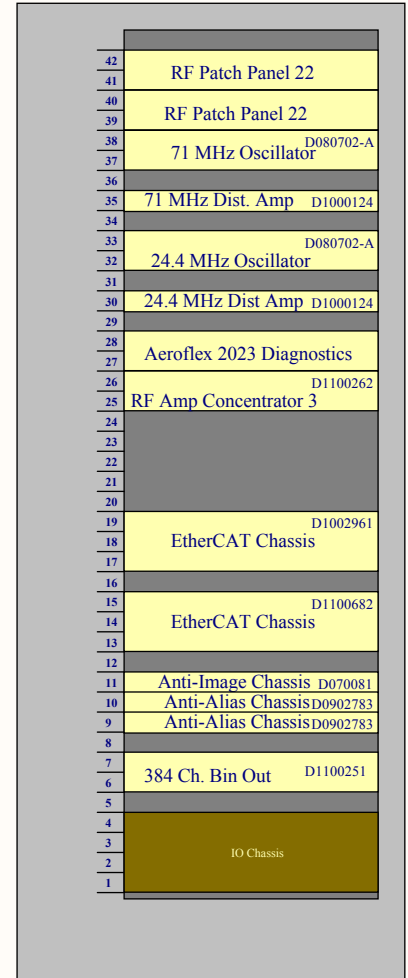 42
RF Patch Panel 22
41
40
RF Patch Panel 22
39
38
D080702-A
71 MHz Oscillator
37
36
35
71 MHz Dist. Amp D1000124
34
33
D080702-A
32
24.4 MHz Oscillator
31
30
24.4 MHz Dist Amp D1000124
29
28
Aeroflex 2023 Diagnostics
27
26
D1100262
25
RF Amp Concentrator 3
24
23
22
21
20
19
D1002961
18
EtherCAT Chassis
17
16
15
D1100682
14
EtherCAT Chassis
13
12
11
Anti-Image Chassis D070081
10
Anti-Alias Chassis D0902783
9
Anti-Alias Chassis D0902783
8
7
384 Ch. Bin Out D1100251
6
5
4
3
IO Chassis
2
1